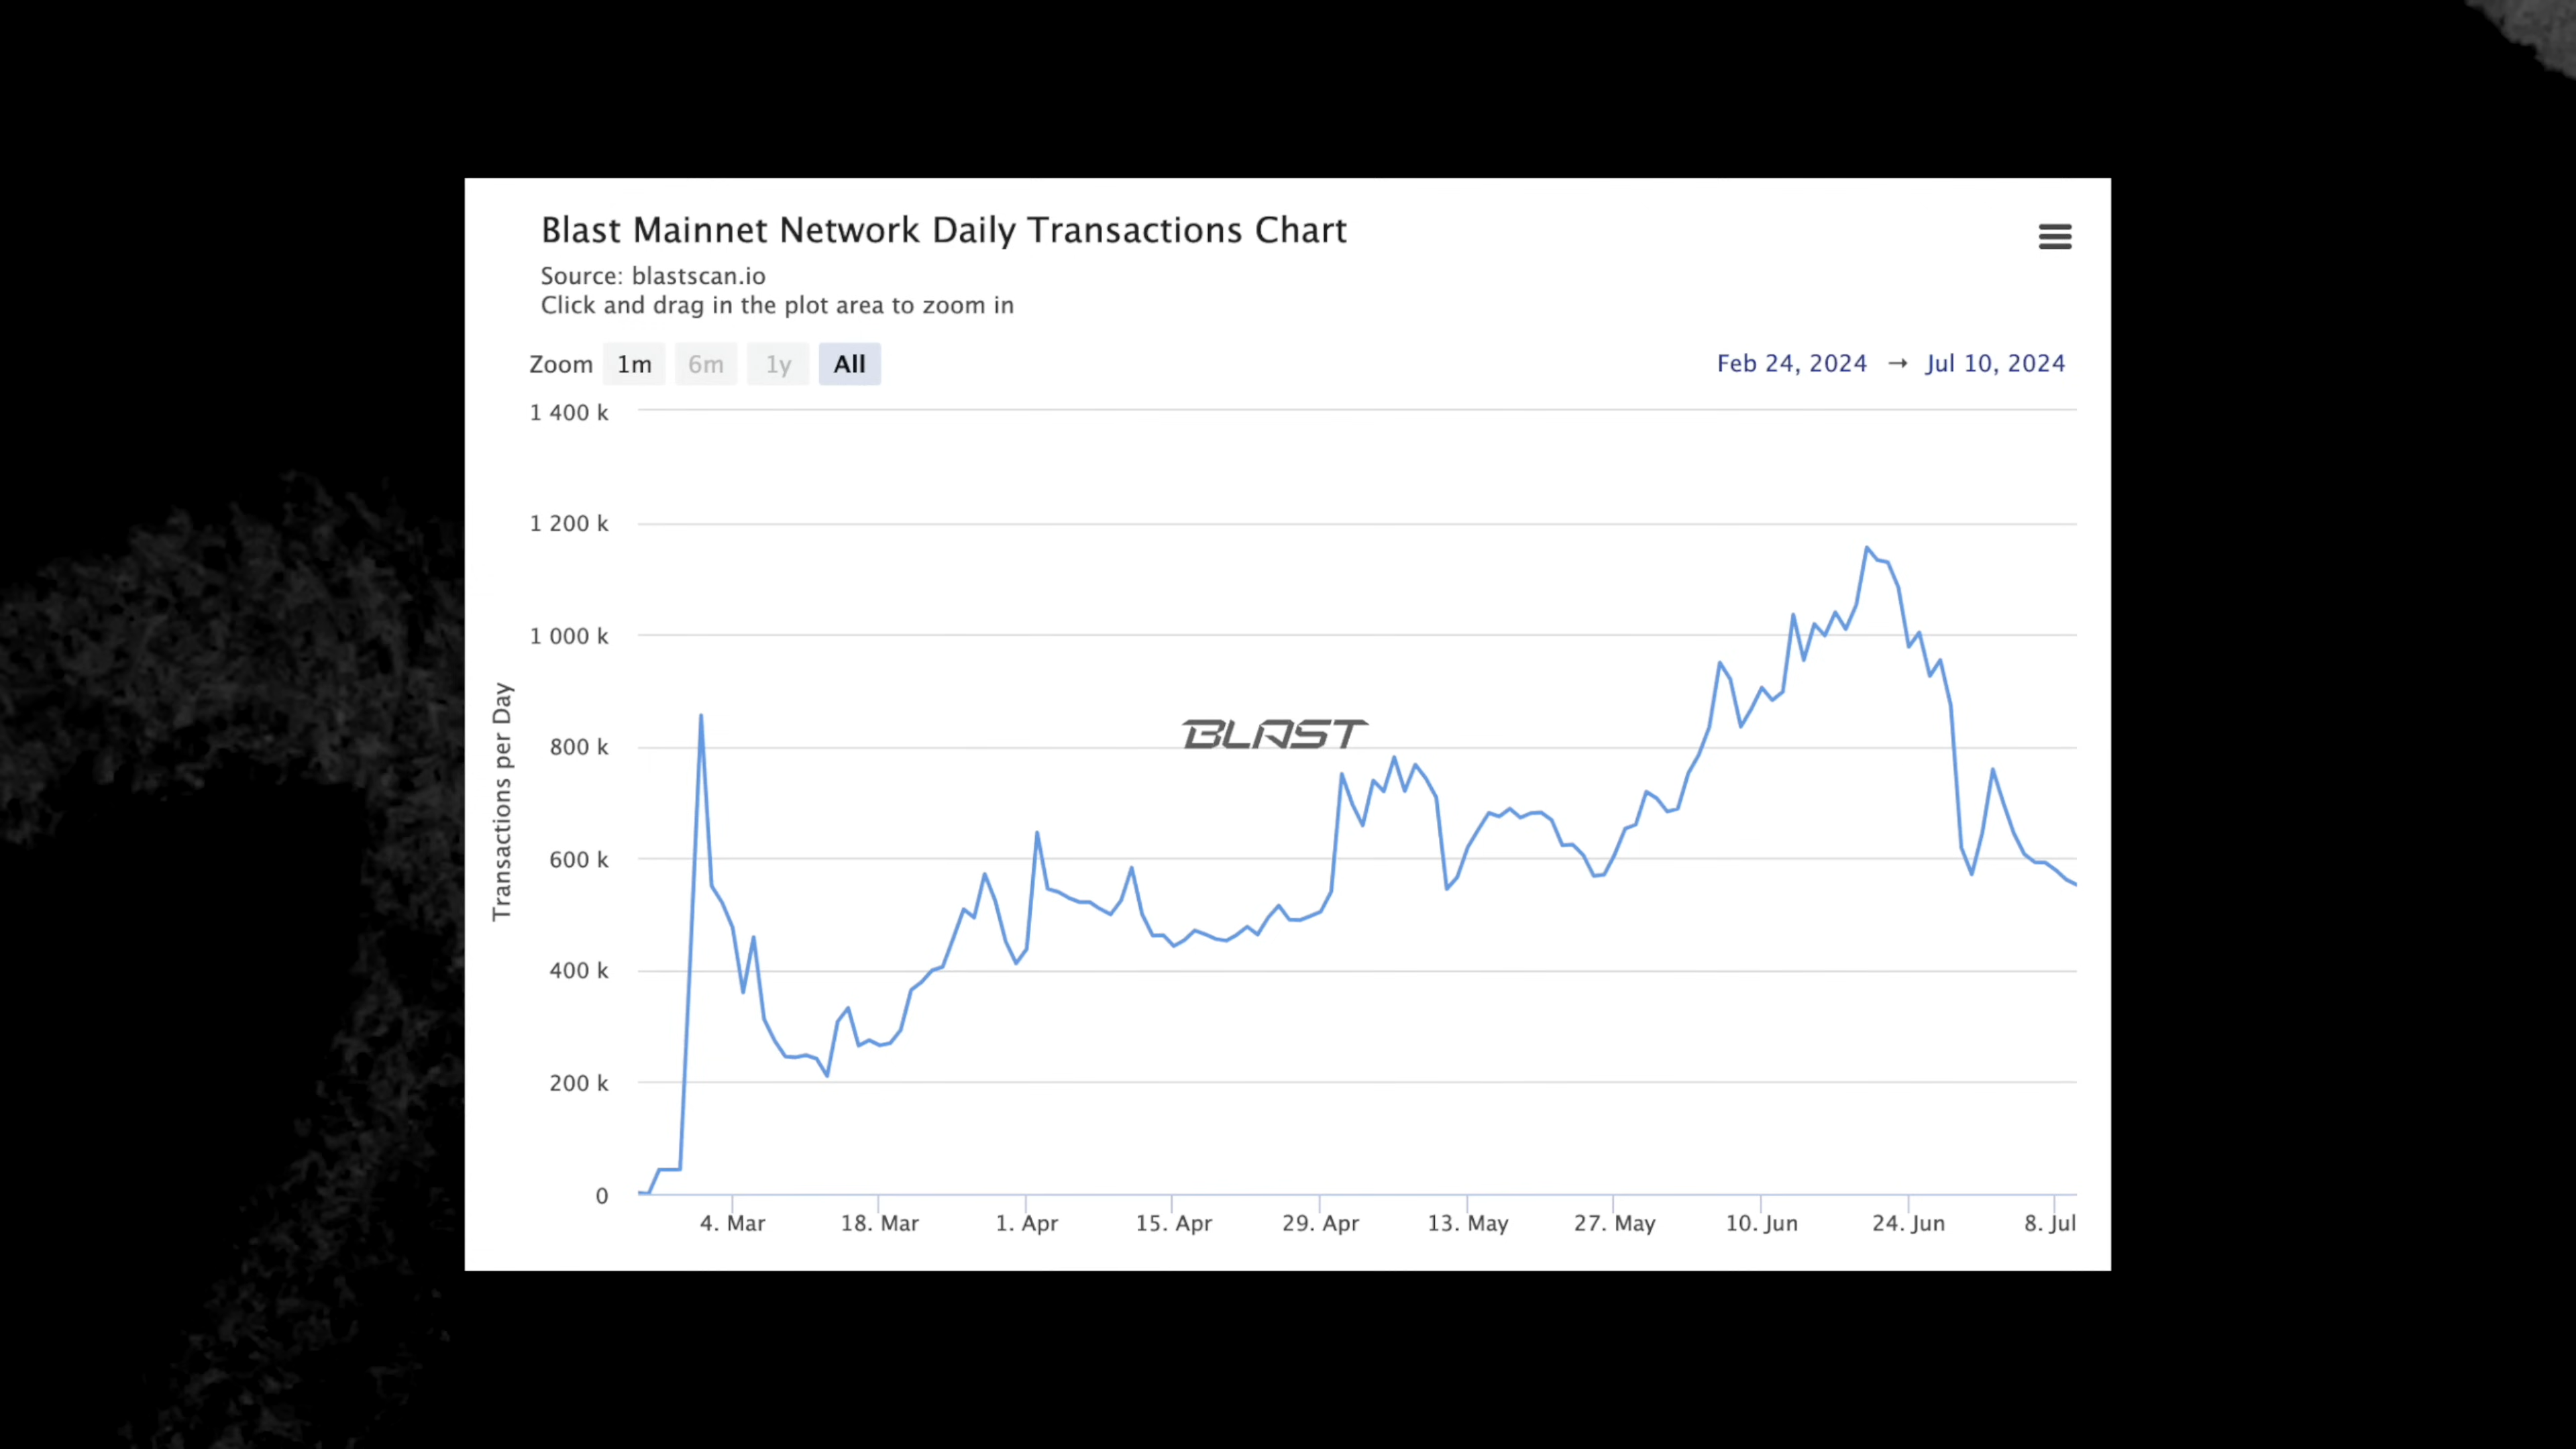 Blast Mainnet Network Daily Transactions Chart
Source: blastscan.io
Click and drag in the plot area to zoom in
Zoom 1m 6m 1y All
Feb 24, 2024 → Jul 10, 2024
1 400 k
1 200 k
1 000 k
800 k
600 k
400 k
200 k
0
Transactions per Day
BLAST
4. Mar 18. Mar 1. Apr 15. Apr 29. Apr 13. May 27. May 10. Jun 24. Jun 8. Jul